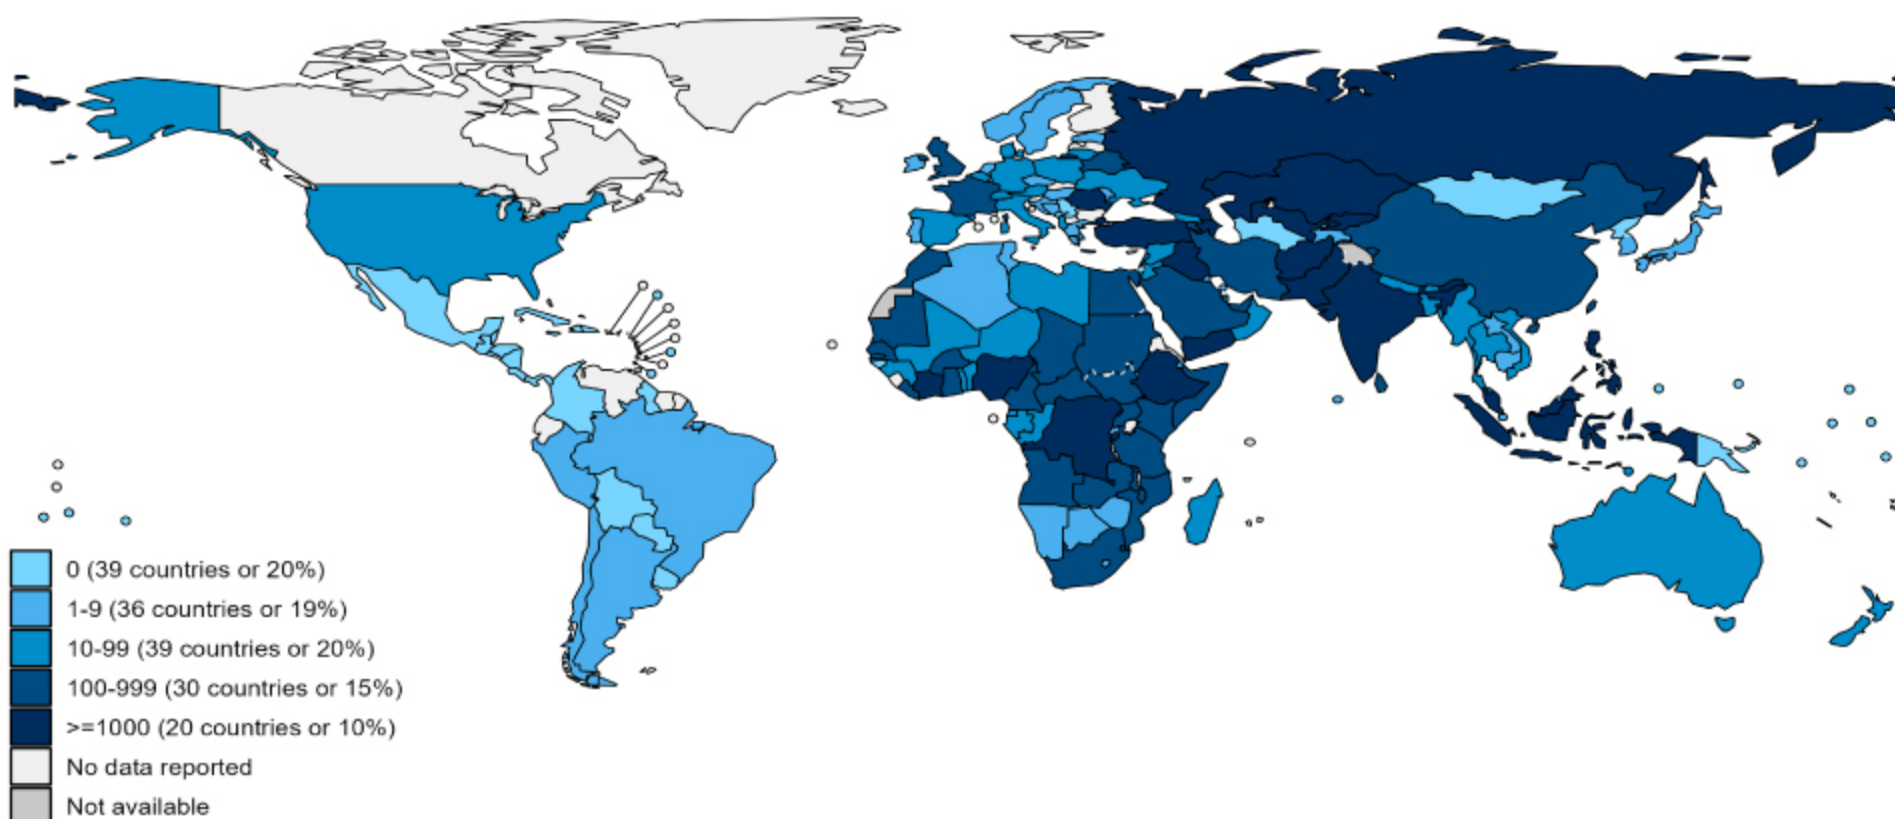 0 (39 countries or 20%)
1-9 (36 countries or 19%)
10-99 (39 countries or 20%)
100-999 (30 countries or 15%)
>=1000 (20 countries or 10%)
No data reported
Not available